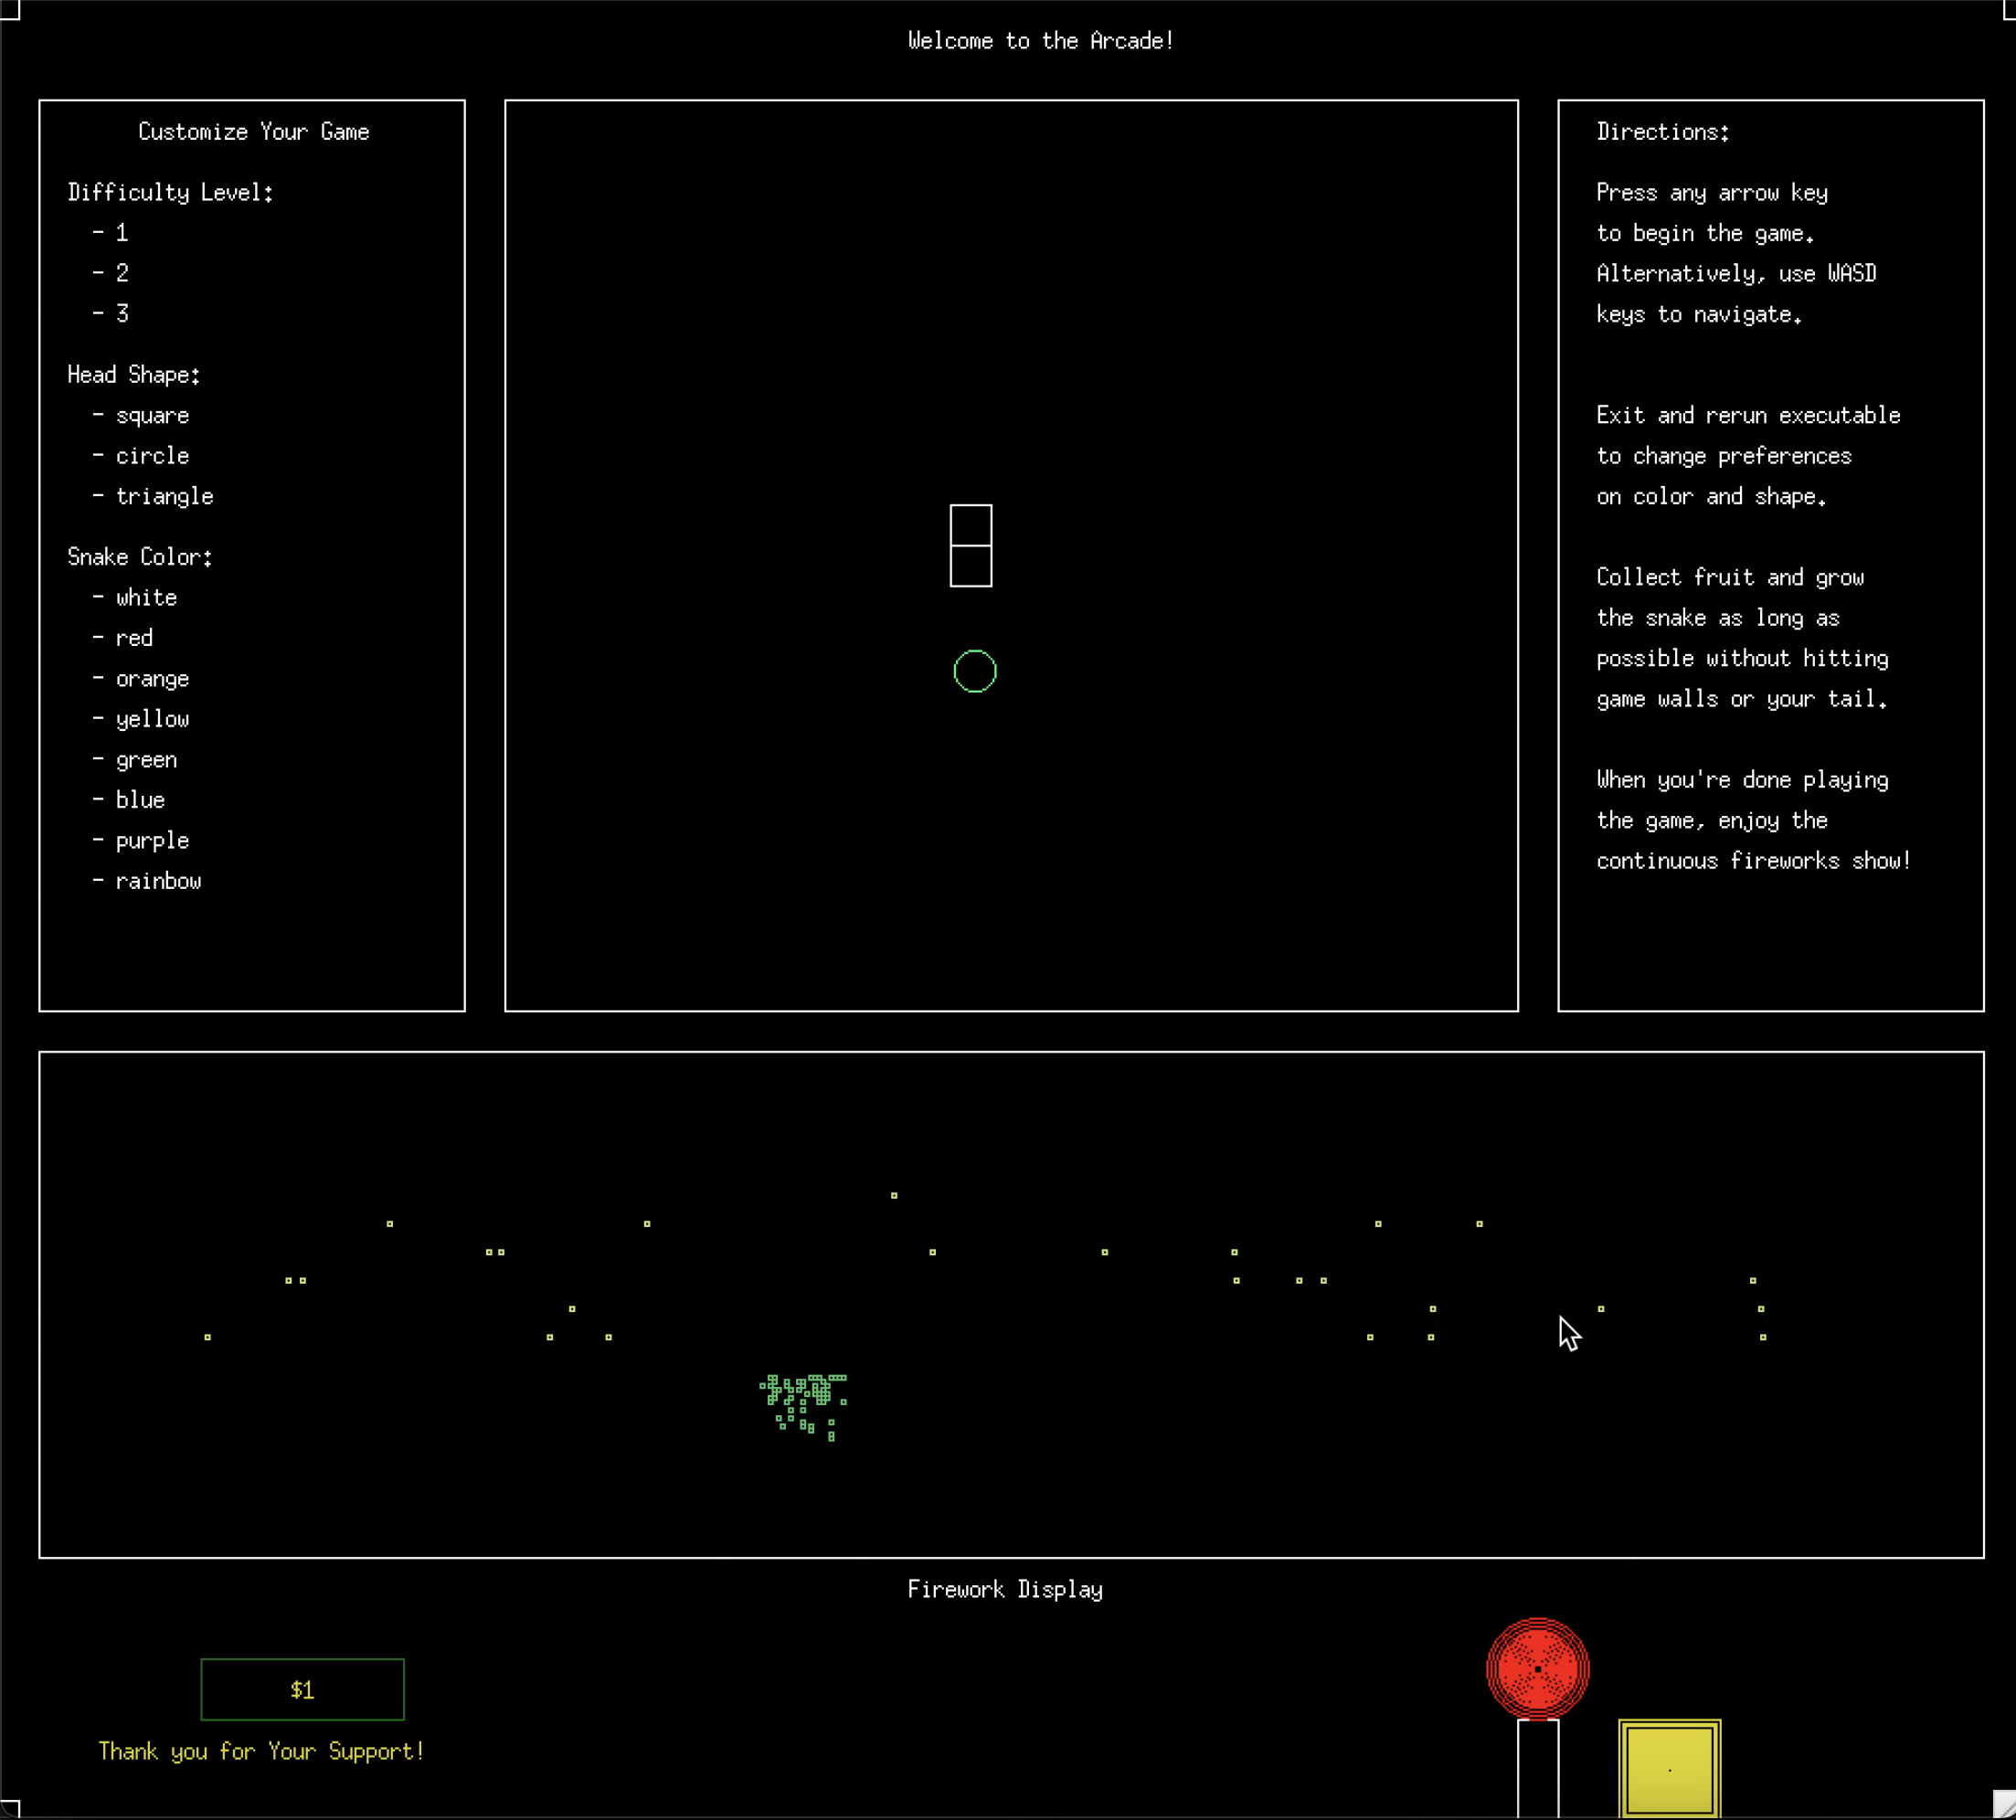 Welcome to the Arcade!
Customize Your Game
Difficulty Level:
- 1
- 2
- 3
Head Shape:
- square
- circle
- triangle
Snake Color:
- white
- red
- orange
- yellow
- green
- blue
- purple
- rainbow
Directions:
Press any arrow key
to begin the game.
Alternatively, use WASD
keys to navigate.
Exit and rerun executable
to change preferences
on color and shape.
Collect fruit and grow
the snake as long as
possible without hitting
game walls or your tail.
When you're done playing
the game, enjoy the
continuous fireworks show!
Firework Display
$1
Thank you for Your Support!